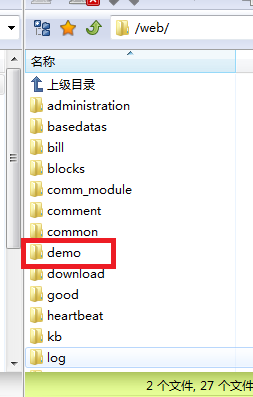 /web/
名称
上级目录
administration
basedatas
bill
blocks
comm_module
comment
common
demo
download
good
heartbeat
kb
log
2 个文件, 27 个文件